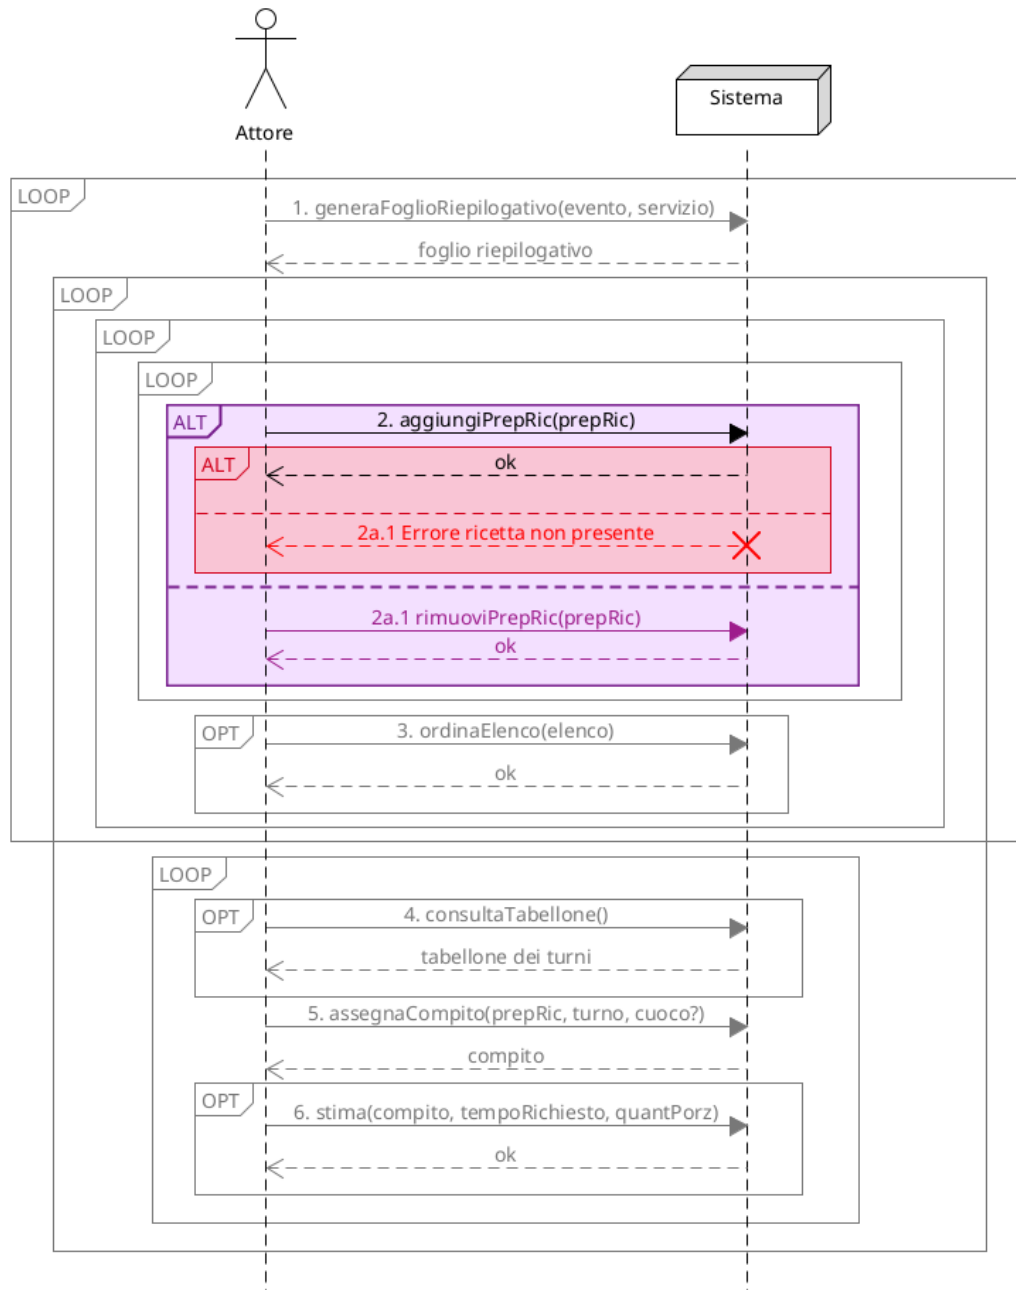 Attore
Sistema
LOOP
1. generaFoglioRiepilogativo(evento, servizio)
foglio riepilogativo
LOOP
LOOP
LOOP
ALT
2. aggiungiPrepRic(prepRic)
ALT
ok
2a.1 Errore ricetta non presente
2a.1 rimuoviPrepRic(prepRic)
ok
OPT
3. ordinaElenco(elenco)
ok
LOOP
OPT
4. consultaTabellone()
tabellone dei turni
5. assegnaCompito(prepRic, turno, cuoco?)
compito
OPT
6. stima(compito, tempoRichiesto, quantPorz)
ok